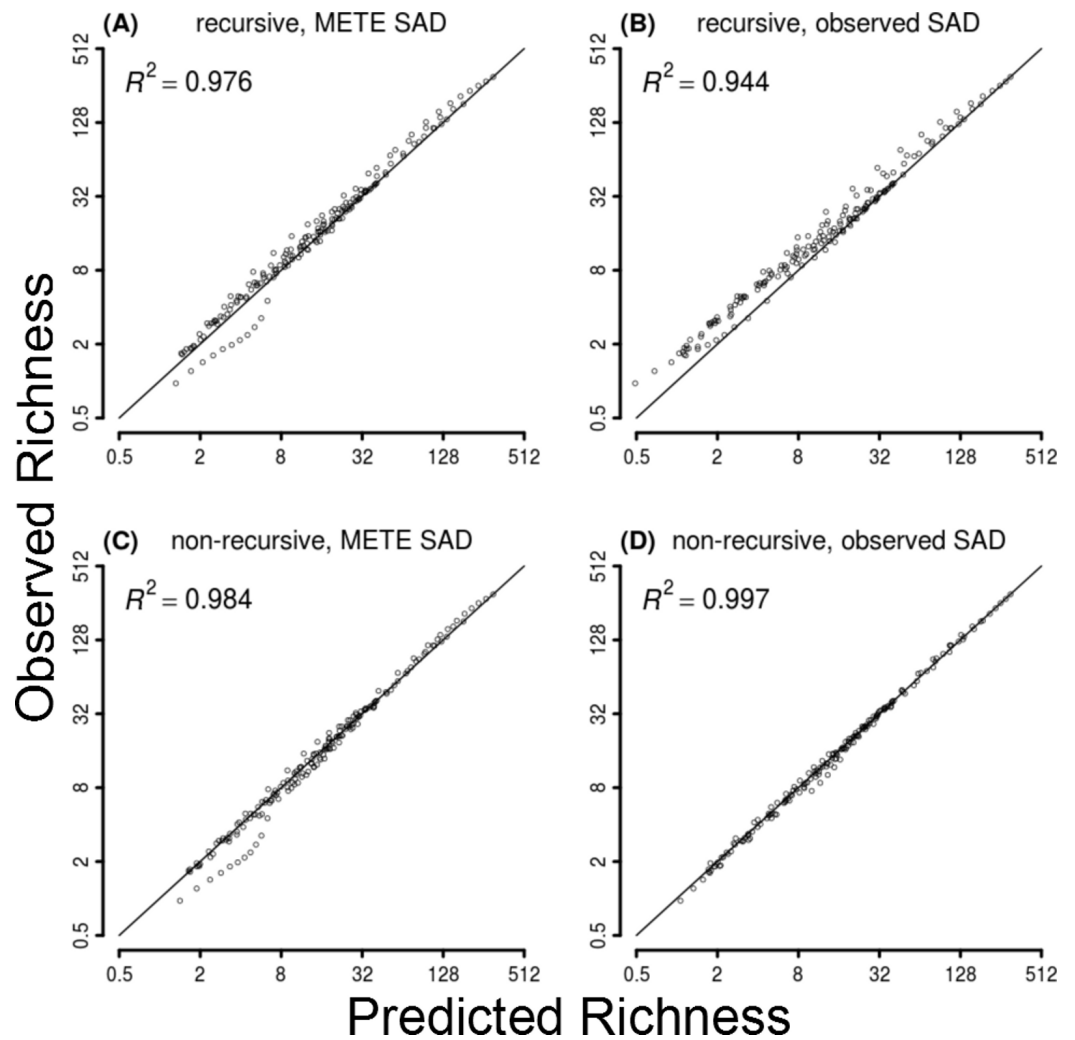 (A) recursive, METE SAD
R² = 0.976
512
128
32
8
2
0.5
0.5 2 8 32 128 512
(B) recursive, observed SAD
R² = 0.944
512
128
32
8
2
0.5
0.5 2 8 32 128 512
Observed Richness
(C) non-recursive, METE SAD
R² = 0.984
512
128
32
8
2
0.5
0.5 2 8 32 128 512
(D) non-recursive, observed SAD
R² = 0.997
512
128
32
8
2
0.5
0.5 2 8 32 128 512
Predicted Richness